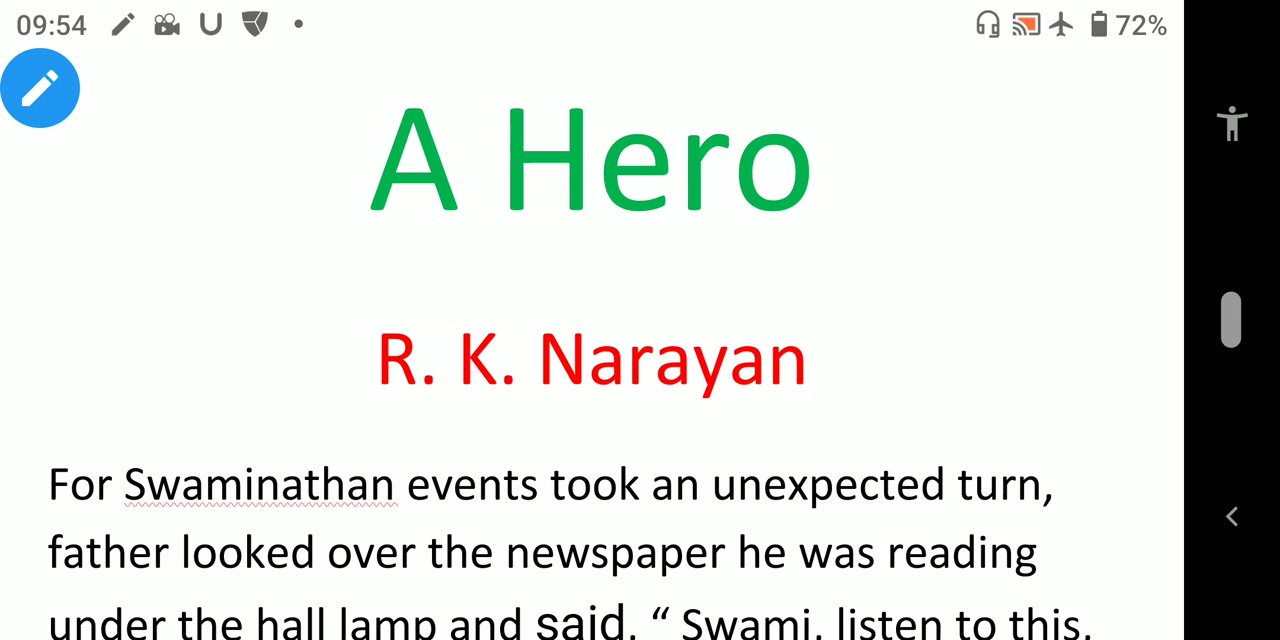 09:54 72%
A Hero
R. K. Narayan
For Swaminathan events took an unexpected turn,
father looked over the newspaper he was reading
under the hall lamp and said, “ Swami, listen to this,